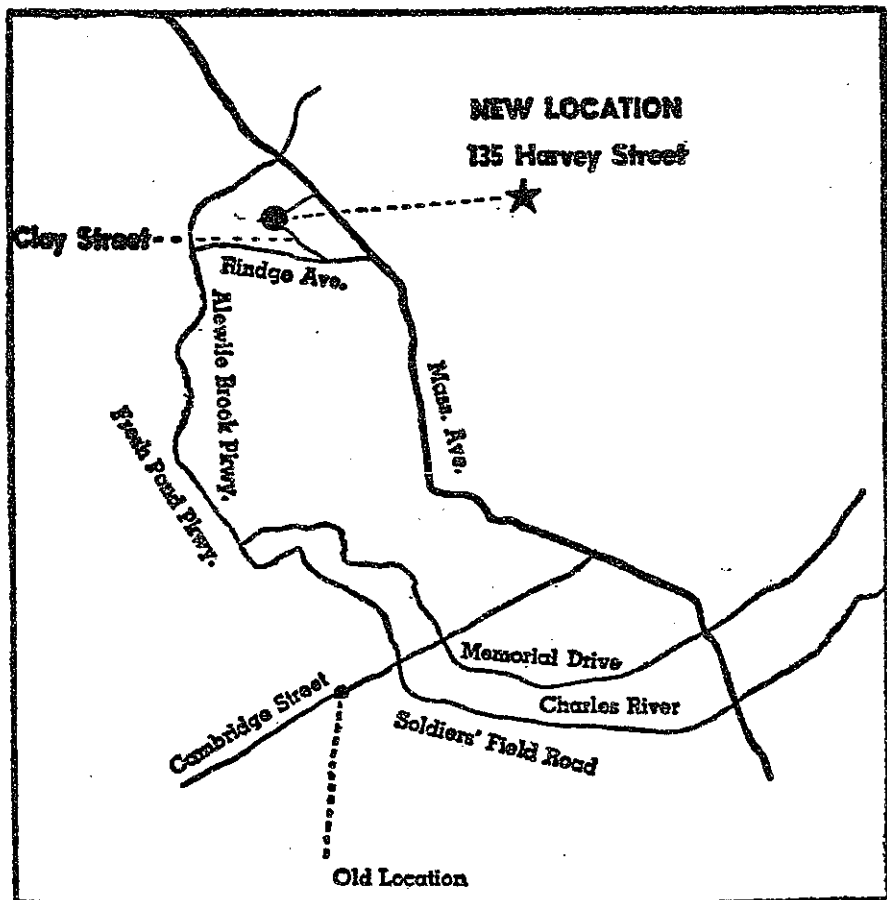 NEW LOCATION
135 Harvey Street
Clay Street
Rindge Ave.
Alewife Brook Pkwy.
Mass. Ave.
Fresh Pond Pkwy.
Memorial Drive
Charles River
Cambridge Street
Soldiers' Field Road
Old Location